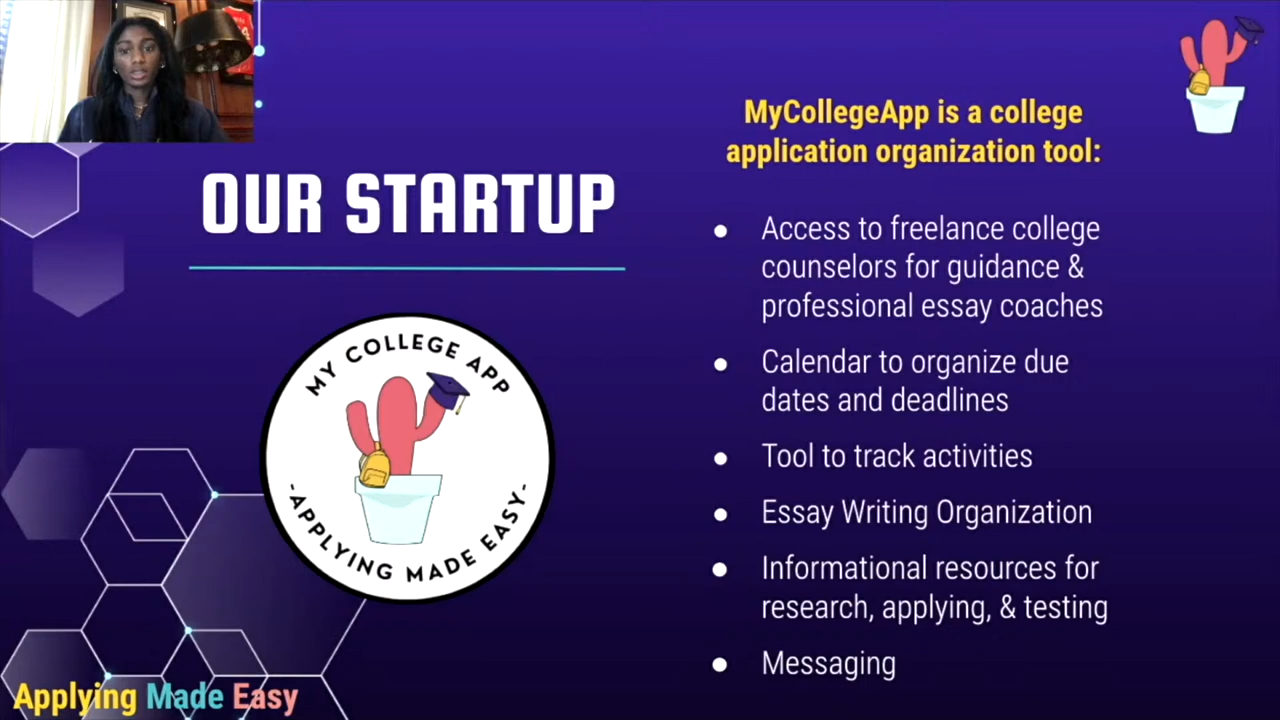 OUR STARTUP
MY COLLEGE APP
-APPLYING MADE EASY-
Applying Made Easy
MyCollegeApp is a college
application organization tool:
● Access to freelance college
counselors for guidance &
professional essay coaches
● Calendar to organize due
dates and deadlines
● Tool to track activities
● Essay Writing Organization
● Informational resources for
research, applying, & testing
● Messaging